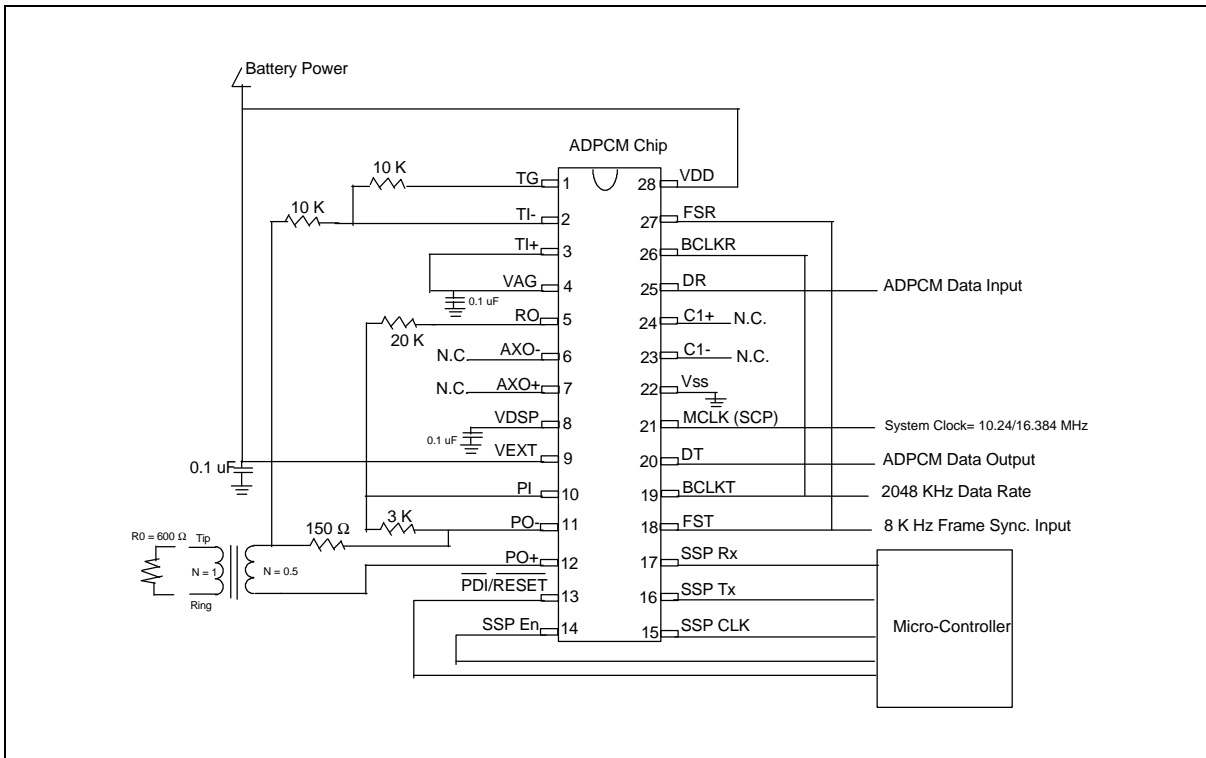 Battery Power
ADPCM Chip
10 K
TG
1
28
VDD
10 K
TI-
2
27
FSR
TI+
3
26
BCLKR
VAG
4
25
DR
ADPCM Data Input
0.1 uF
RO
5
24
C1+
N.C.
20 K
N.C.
AXO-
6
23
C1-
N.C.
N.C.
AXO+
7
22
Vss
VDSP
8
21
MCLK (SCP)
System Clock= 10.24/16.384 MHz
0.1 uF
VEXT
9
20
DT
ADPCM Data Output
0.1 uF
PI
10
19
BCLKT
2048 KHz Data Rate
3 K
PO-
11
18
FST
8 K Hz Frame Sync. Input
150 Ω
R0 = 600 Ω
Tip
N = 1
N = 0.5
Ring
PO+
12
17
SSP Rx
PDI/RESET
13
16
SSP Tx
SSP En
14
15
SSP CLK
Micro-Controller